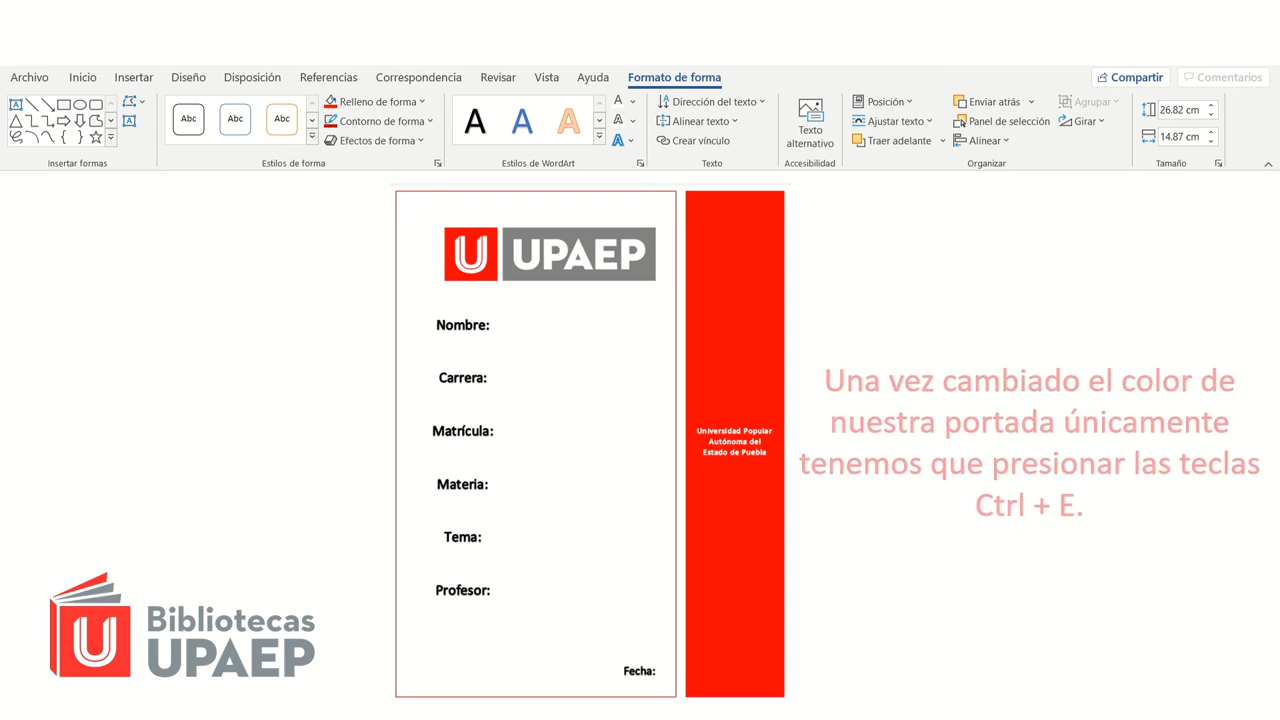 Archivo Inicio Insertar Diseño Disposición Referencias Correspondencia Revisar Vista Ayuda Formato de forma Compartir Comentarios
Abc Abc Abc
Relleno de forma
Contorno de forma
Efectos de forma
A A A
A
A
A
Dirección del texto
Alinear texto
Crear vínculo
Texto
alternativo
Posición
Ajustar texto
Traer adelante
Enviar atrás
Panel de selección
Alinear
Agrupar
Girar
26.82 cm
14.87 cm
Insertar formas Estilos de forma Estilos de WordArt Texto Accesibilidad Organizar Tamaño
U UPAEP
Nombre:
Carrera:
Matrícula:
Materia:
Tema:
Profesor:
Fecha:
Universidad Popular
Autónoma del
Estado de Puebla
Una vez cambiado el color de
nuestra portada únicamente
tenemos que presionar las teclas
Ctrl + E.
U
Bibliotecas
UPAEP